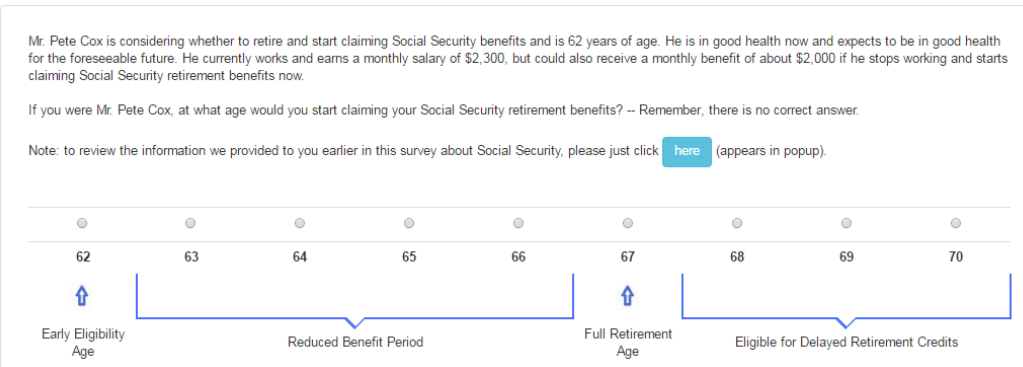 Mr. Pete Cox is considering whether to retire and start claiming Social Security benefits and is 62 years of age. He is in good health now and expects to be in good health
for the foreseeable future. He currently works and earns a monthly salary of $2,300, but could also receive a monthly benefit of about $2,000 if he stops working and starts
claiming Social Security retirement benefits now.
If you were Mr. Pete Cox, at what age would you start claiming your Social Security retirement benefits? -- Remember, there is no correct answer.
Note: to review the information we provided to you earlier in this survey about Social Security, please just click here (appears in popup).
62 63 64 65 66 67 68 69 70
Early Eligibility
Age
Reduced Benefit Period
Full Retirement
Age
Eligible for Delayed Retirement Credits